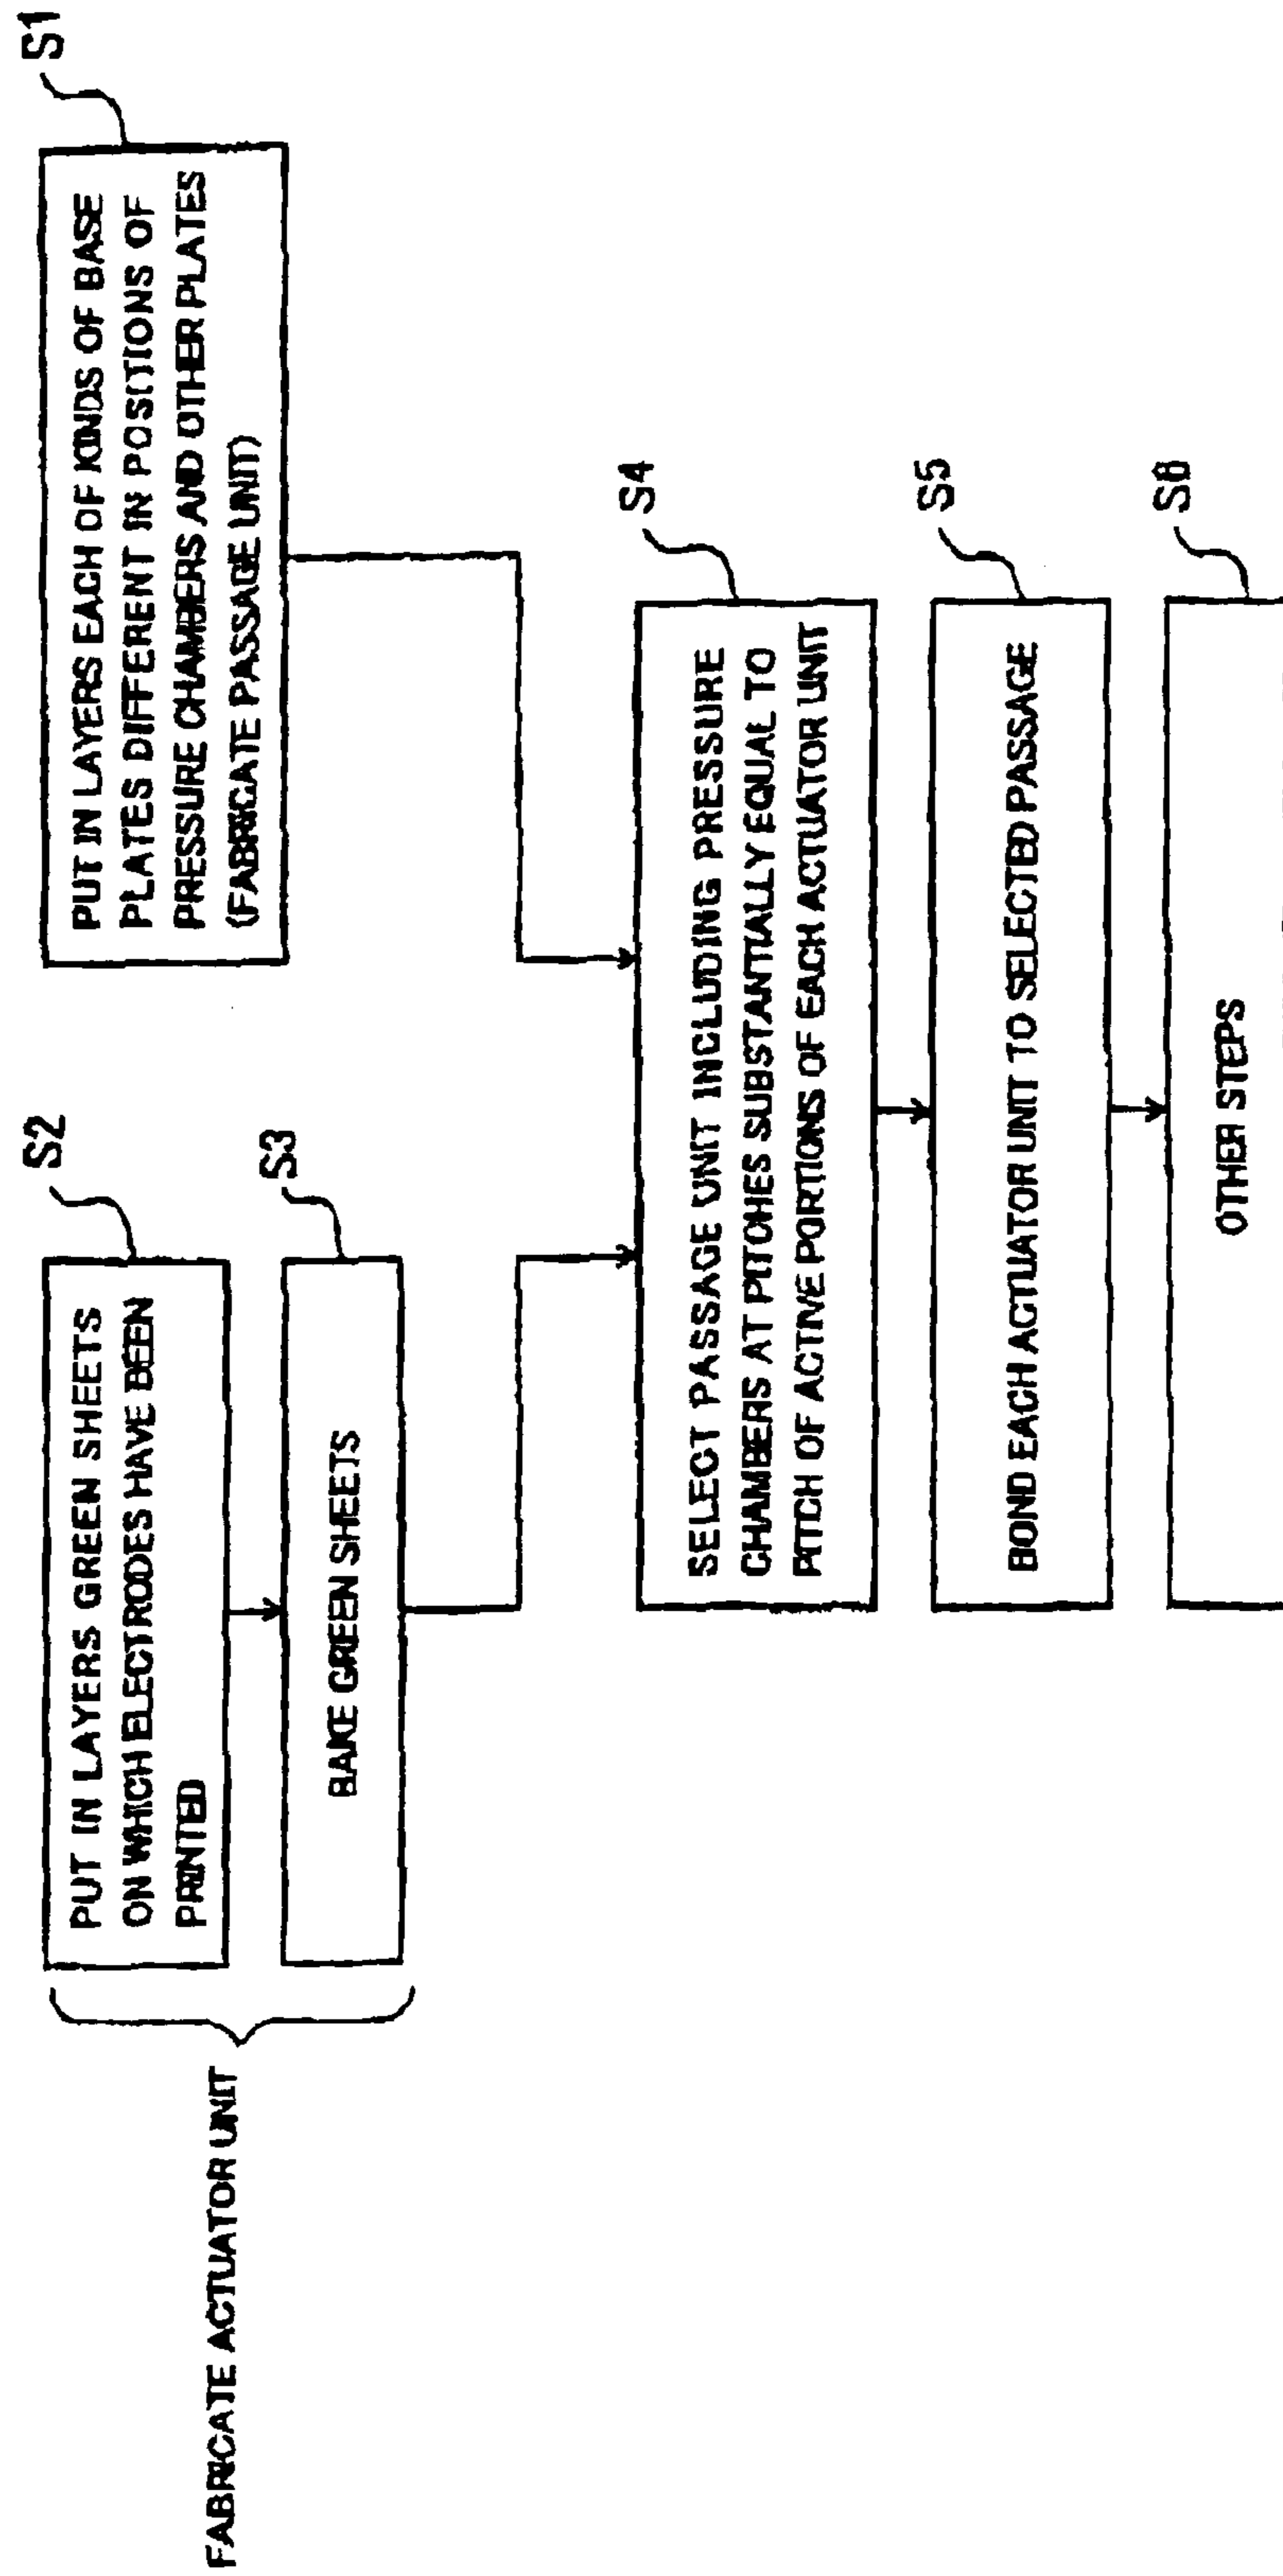 S1
PUT IN LAYERS EACH OF KINDS OF BASE
PLATES DIFFERENT IN POSITIONS OF
PRESSURE CHAMBERS AND OTHER PLATES
(FABRICATE PASSAGE UNIT)
S2
PUT IN LAYERS GREEN SHEETS
ON WHICH ELECTRODES HAVE BEEN
PRINTED
S3
BAKE GREEN SHEETS
FABRICATE ACTUATOR UNIT
S4
SELECT PASSAGE UNIT INCLUDING PRESSURE
CHAMBERS AT PITCHES SUBSTANTIALLY EQUAL TO
PITCH OF ACTIVE PORTIONS OF EACH ACTUATOR UNIT
S5
BOND EACH ACTUATOR UNIT TO SELECTED PASSAGE
S6
OTHER STEPS